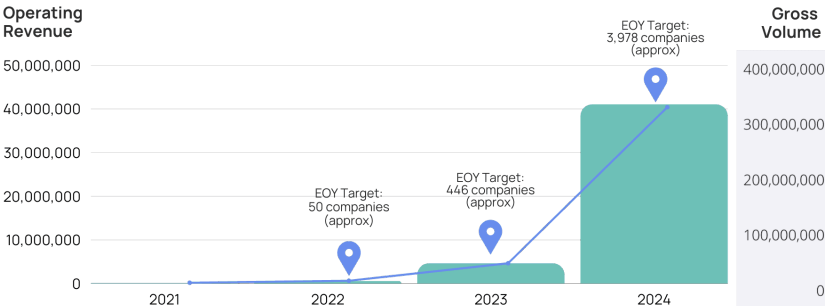 Operating
Revenue
Gross
Volume
EOY Target:
3,978 companies
(approx)
50,000,000
400,000,000
40,000,000
300,000,000
30,000,000
EOY Target:
446 companies
(approx)
200,000,000
20,000,000
EOY Target:
50 companies
(approx)
10,000,000
100,000,000
0
0
2021
2022
2023
2024